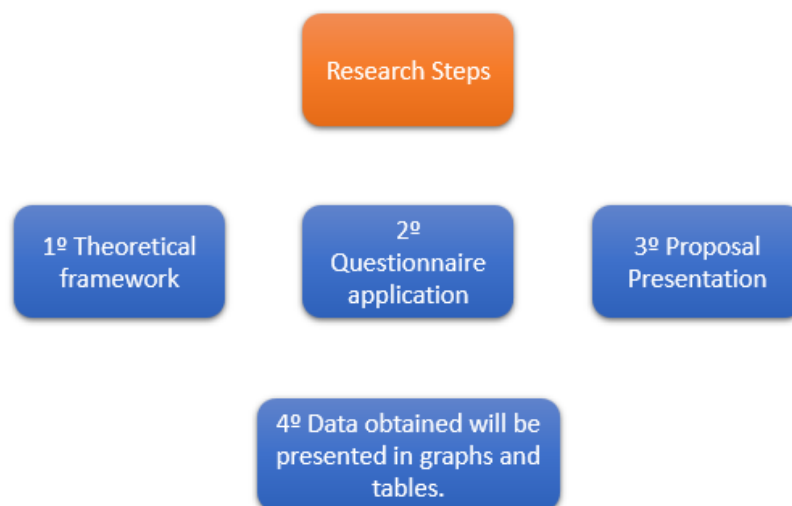 Research Steps
1º Theoretical
framework
2º
Questionnaire
application
3º Proposal
Presentation
4º Data obtained will be
presented in graphs and
tables.